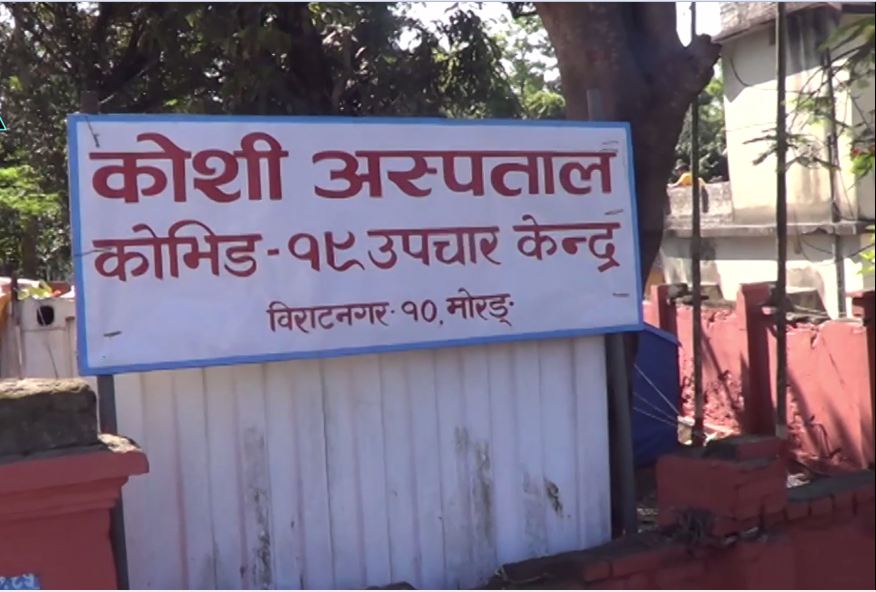 कोशी अस्पताल
कोभिड-१९ उपचार केन्द्र
विराटनगर-१०, मोरङ